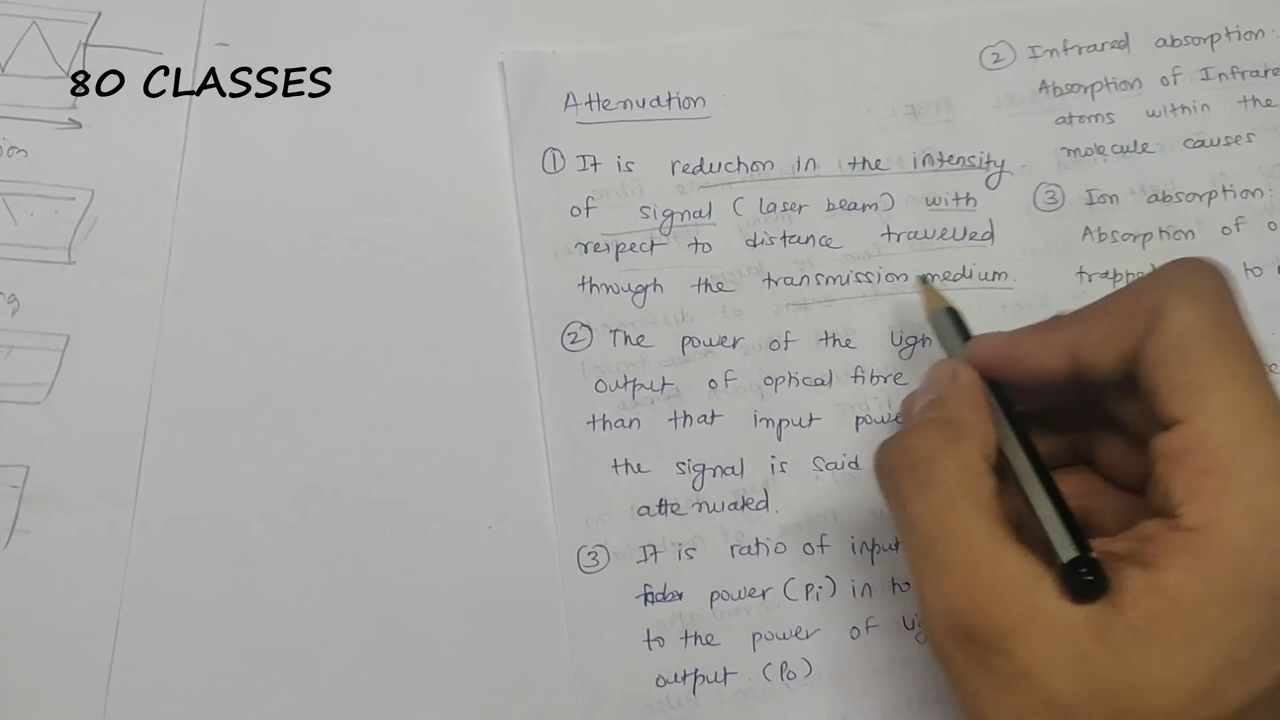 80 CLASSES
Attenuation :
① It is reduction in the intensity
of signal (laser beam) with
respect to distance travelled
through the transmission medium.
② The power of the
output of optical fibre
than that input
the signal is said
attenuated.
③ It is ratio of input
power (Pi) in to
to the power of
output. (Po)
② Infrared absorption:
Absorption of
atoms within the
molecule causes
③ Ion absorption:
Absorption of
to